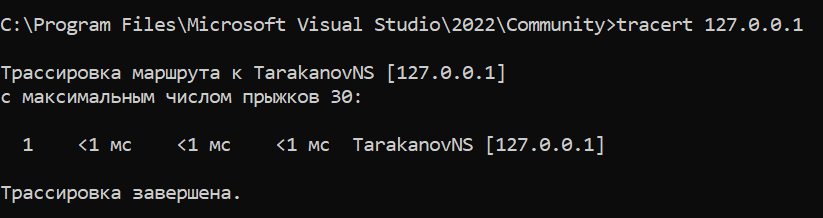 C:\Program Files\Microsoft Visual Studio\2022\Community>tracert 127.0.0.1
Трассировка маршрута к TarakanovNS [127.0.0.1]
с максимальным числом прыжков 30:
1 <1 мс <1 мс <1 мс TarakanovNS [127.0.0.1]
Трассировка завершена.